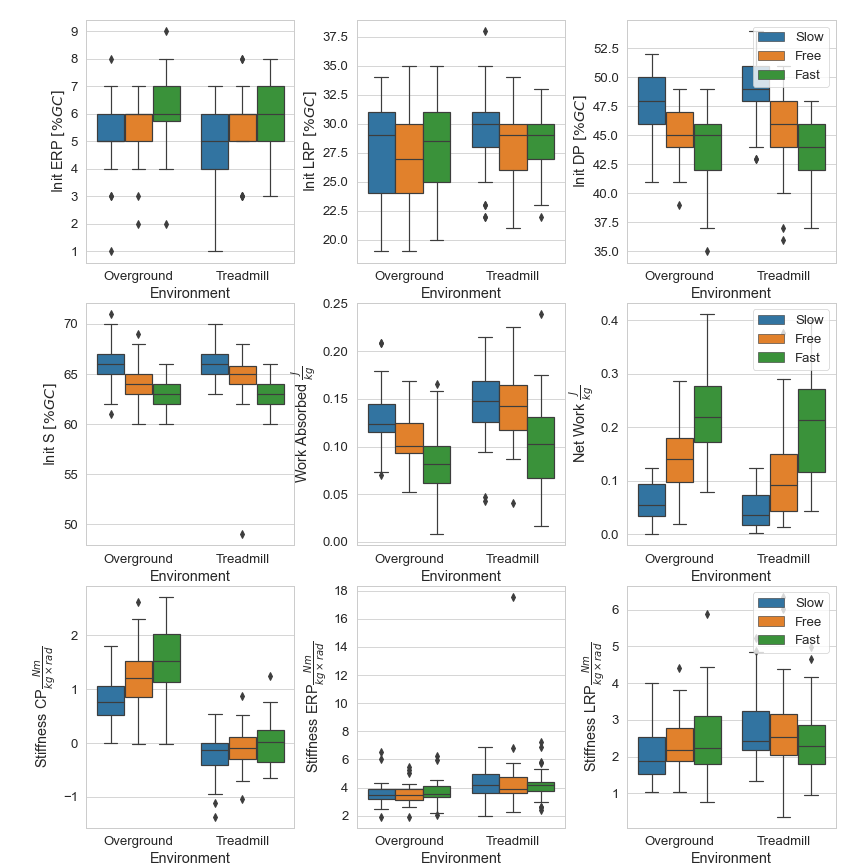 Init ERP [%GC]
9
8
7
6
5
4
3
2
1
Overground Treadmill
Environment
Init LRP [%GC]
37.5
35.0
32.5
30.0
27.5
25.0
22.5
20.0
Overground Treadmill
Environment
Init DP [%GC]
52.5
50.0
47.5
45.0
42.5
40.0
37.5
35.0
Slow
Free
Fast
Overground Treadmill
Environment
Init S [%GC]
70
65
60
50
Overground Treadmill
Environment
Work Absorbed J/kg
0.25
0.20
0.15
0.10
0.05
0.00
Overground Treadmill
Environment
Net Work J/kg
0.4
0.3
0.2
0.1
0.0
Slow
Free
Fast
Overground Treadmill
Environment
Stiffness CP Nm/kg×rad
2
1
0
−1
Overground Treadmill
Environment
Stiffness ERP Nm/kg×rad
18
16
14
12
10
8
6
4
2
Overground Treadmill
Environment
Stiffness LRP Nm/kg×rad
6
5
4
3
2
1
Slow
Free
Fast
Overground Treadmill
Environment